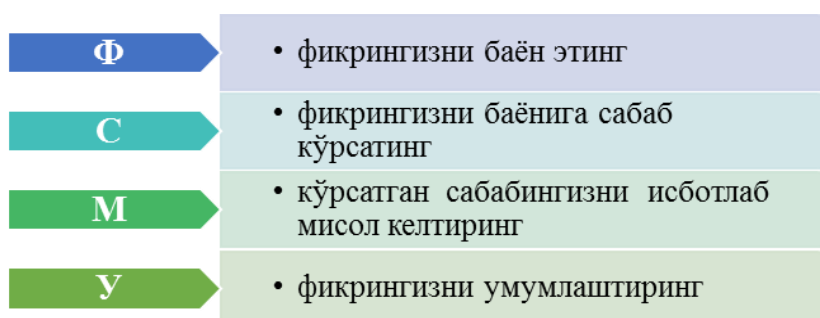 Ф
• фикрингизни баён этинг
С
• фикрингизни баёнига сабаб
кўрсатинг
М
• кўрсатган сабабингизни исботлаб
мисол келтиринг
У
• фикрингизни умумлаштиринг